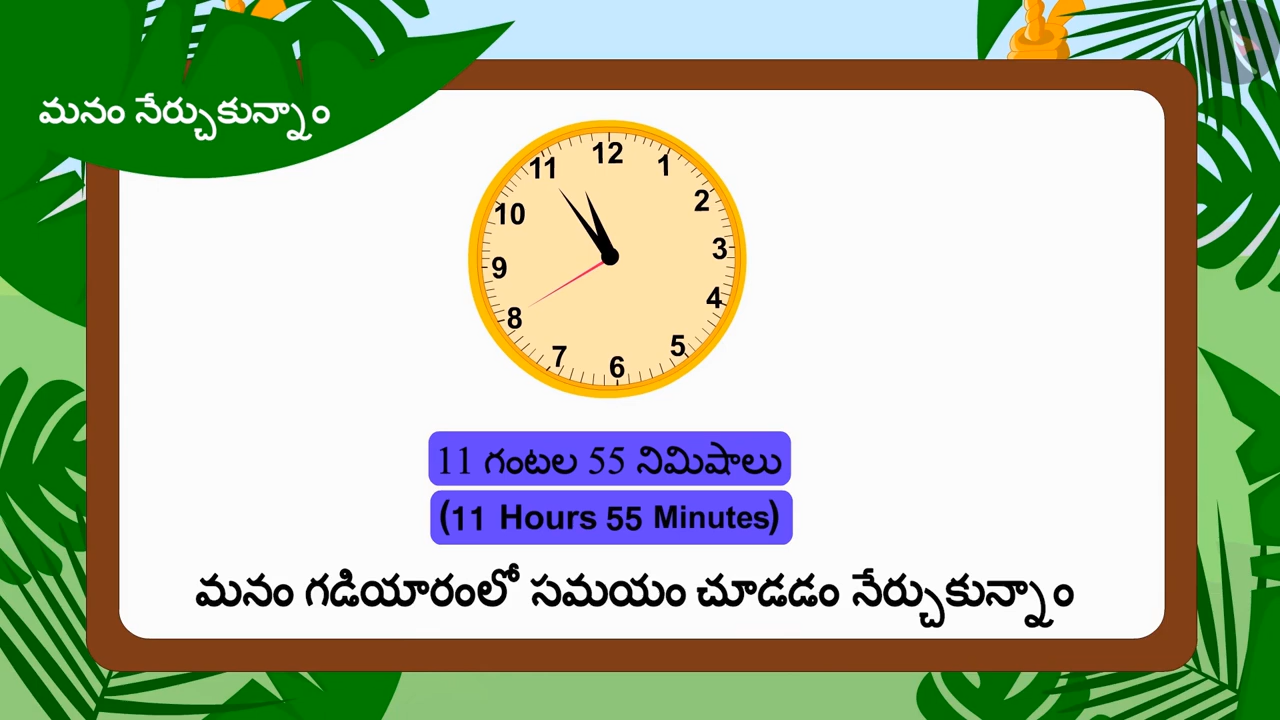 మనం నేర్చుకున్నాం
12
11 1
10 2
9 3
8 4
7 5
6
11 గంటల 55 నిమిషాలు
(11 Hours 55 Minutes)
మనం గడియారంలో సమయం చూడడం నేర్చుకున్నాం